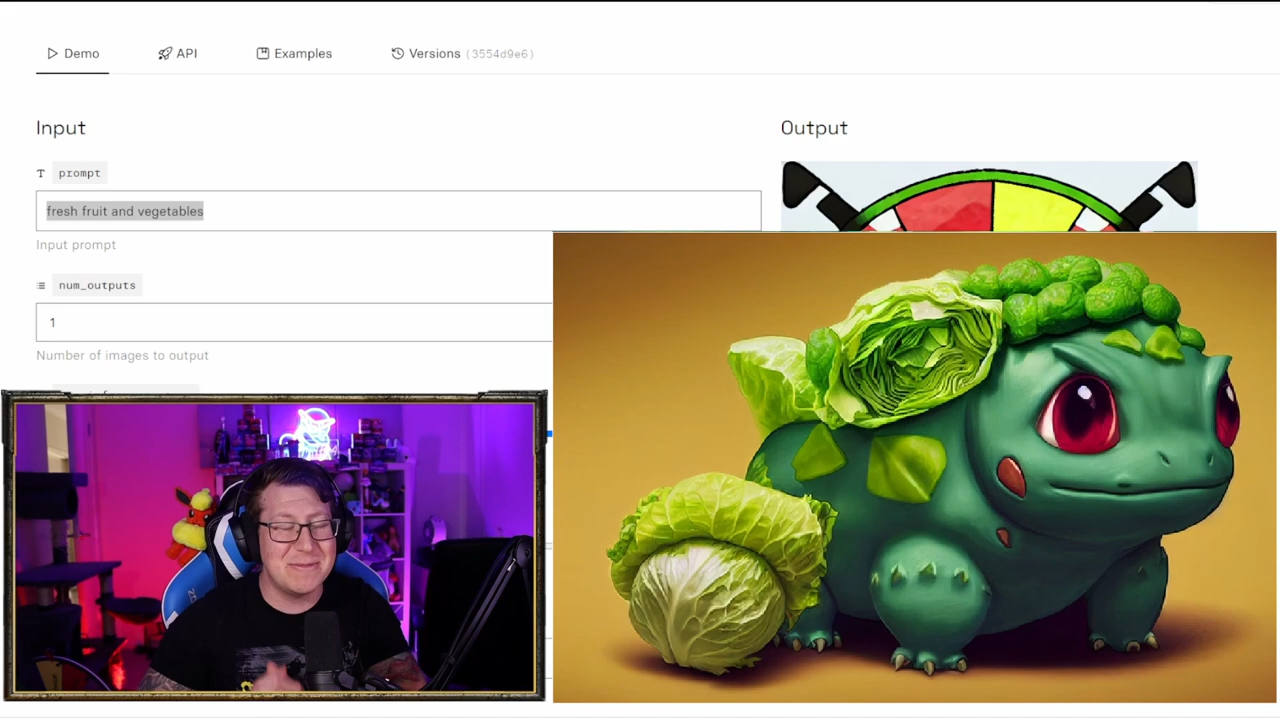 Demo
API
Examples
Versions (3554d9e6)
Input
Output
T prompt
fresh fruit and vegetables
Input prompt
num_outputs
1
Number of images to output